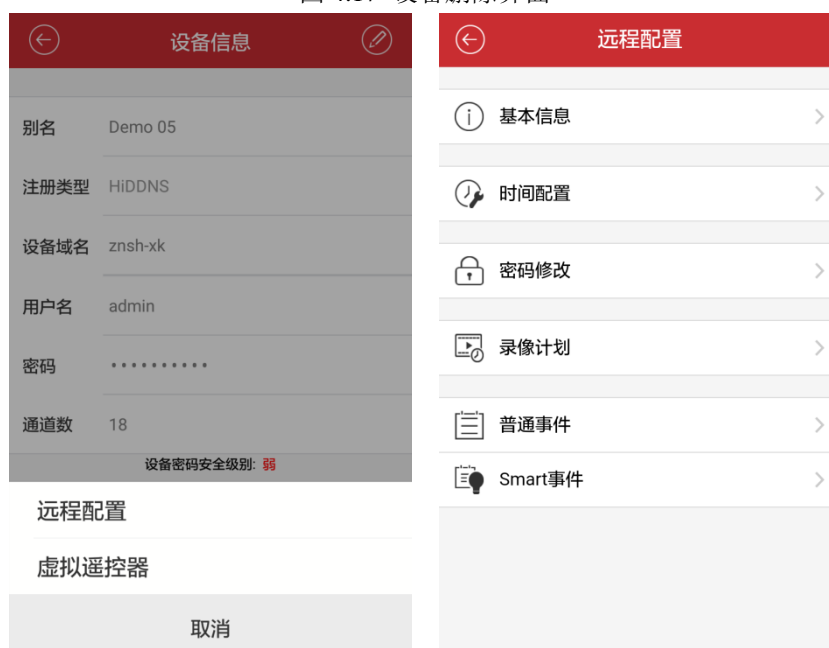 设备信息
别名 Demo 05
注册类型 HiDDNS
设备域名 znsh-xk
用户名 admin
密码 ••••••••••
通道数 18
设备密码安全级别: 弱
远程配置
虚拟遥控器
取消
远程配置
基本信息
时间配置
密码修改
录像计划
普通事件
Smart事件